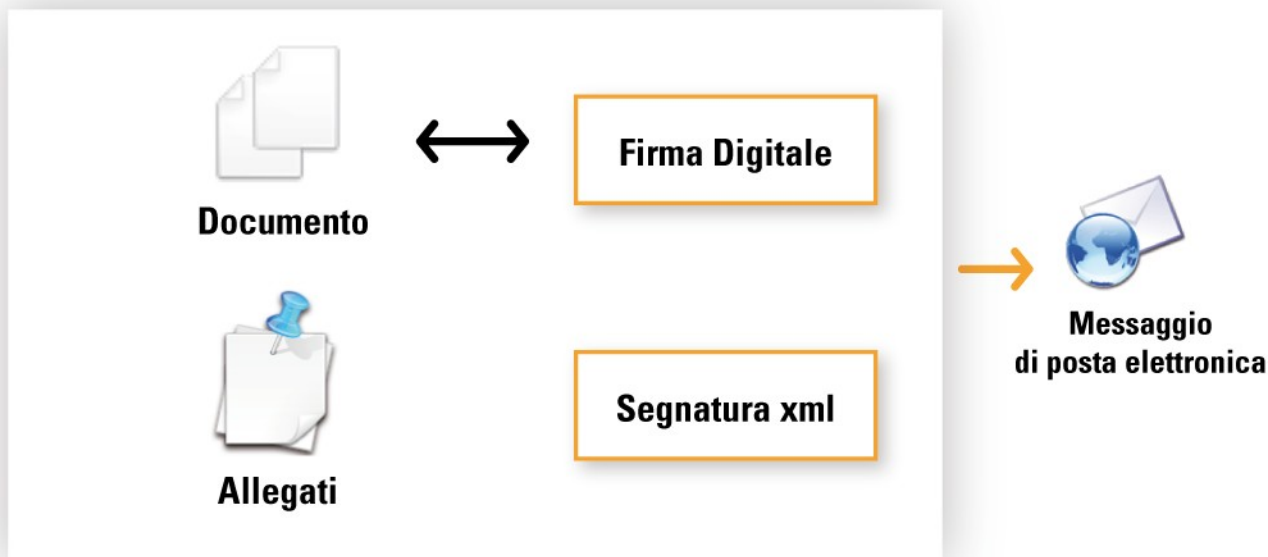 Documento
Firma Digitale
Allegati
Segnatura xml
Messaggio
di posta elettronica